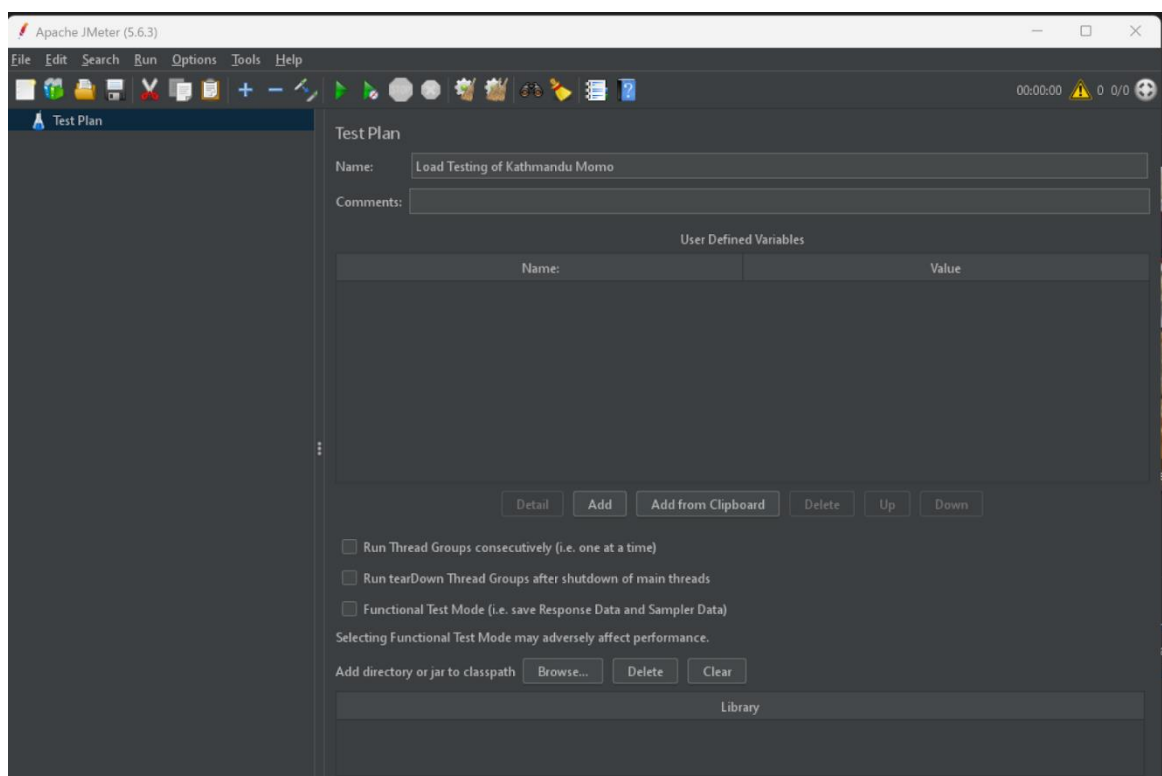 Apache JMeter (5.6.3)
File Edit Search Run Options Tools Help
00:00:00 0 0/0
Test Plan
Test Plan
Name: Load Testing of Kathmandu Momo
Comments:
User Defined Variables
Name: Value
Detail Add Add from Clipboard Delete Up Down
Run Thread Groups consecutively (i.e. one at a time)
Run tearDown Thread Groups after shutdown of main threads
Functional Test Mode (i.e. save Response Data and Sampler Data)
Selecting Functional Test Mode may adversely affect performance.
Add directory or jar to classpath Browse... Delete Clear
Library